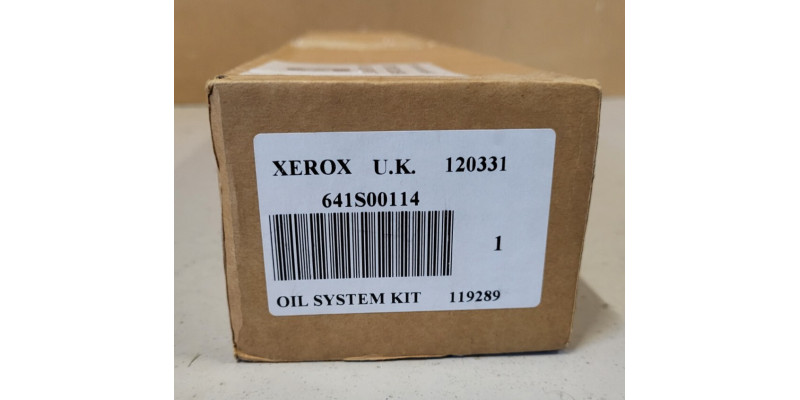 XEROX U.K. 120331
641S00114
1
OIL SYSTEM KIT 119289